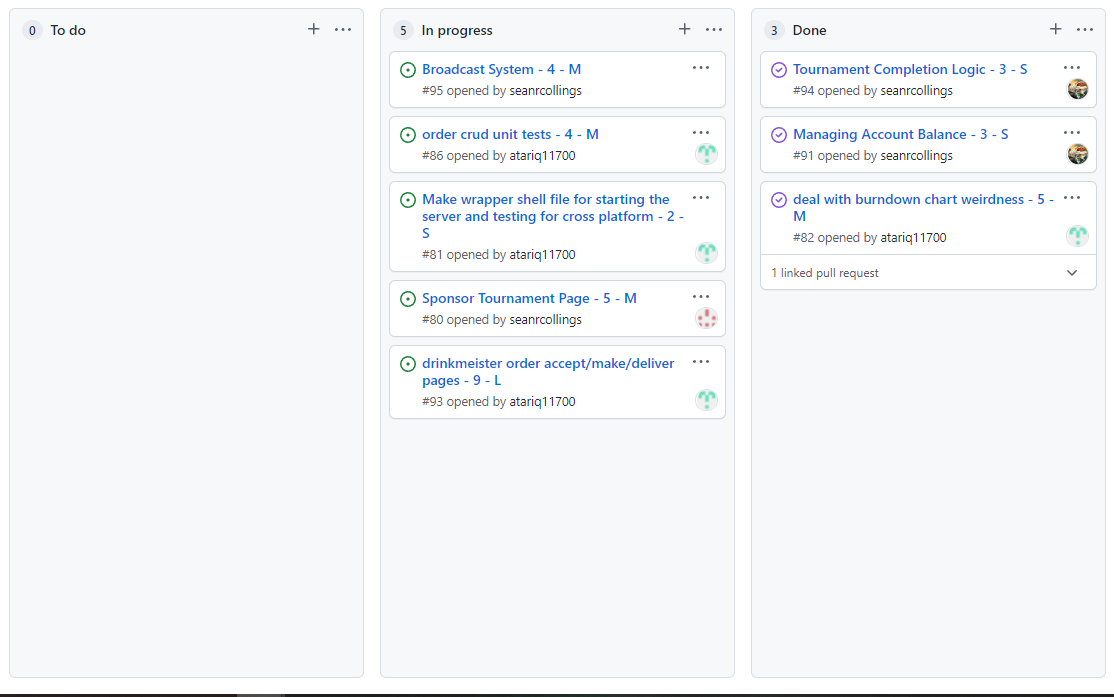 0 To do
5 In progress
Broadcast System - 4 - M
#95 opened by seanrcollings
order crud unit tests - 4 - M
#86 opened by atariq11700
Make wrapper shell file for starting the
server and testing for cross platform - 2 -
S
#81 opened by atariq11700
Sponsor Tournament Page - 5 - M
#80 opened by seanrcollings
drinkmeister order accept/make/deliver
pages - 9 - L
#93 opened by atariq11700
3 Done
Tournament Completion Logic - 3 - S
#94 opened by seanrcollings
Managing Account Balance - 3 - S
#91 opened by seanrcollings
deal with burndown chart weirdness - 5 -
M
#82 opened by atariq11700
1 linked pull request